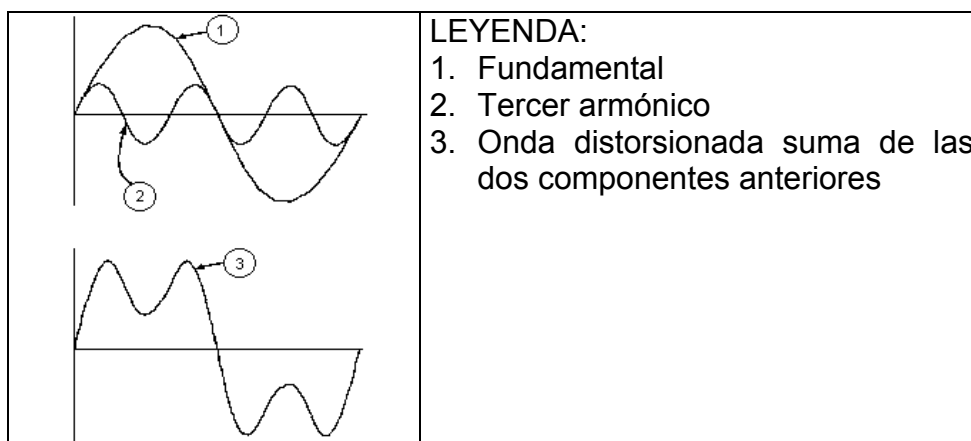 1
2
3
LEYENDA:
1. Fundamental
2. Tercer armónico
3. Onda distorsionada suma de las
dos componentes anteriores